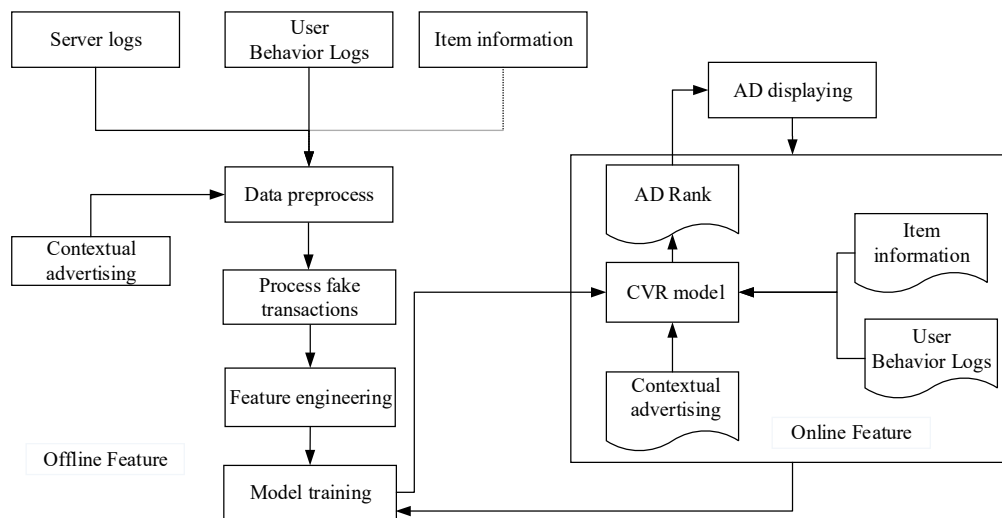 Server logs
User
Behavior Logs
Item information
AD displaying
Data preprocess
AD Rank
Contextual
advertising
Item
information
Process fake
transactions
CVR model
User
Behavior Logs
Feature engineering
Contextual
advertising
Online Feature
Offline Feature
Model training